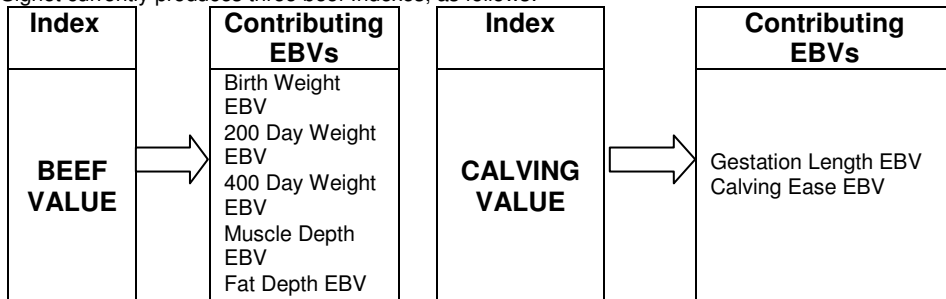 Signet currently produces three beef indexes, as follows:
Index
Contributing
EBVs
BEEF
VALUE
Birth Weight
EBV
200 Day Weight
EBV
400 Day Weight
EBV
Muscle Depth
EBV
Fat Depth EBV
Index
Contributing
EBVs
CALVING
VALUE
Gestation Length EBV
Calving Ease EBV